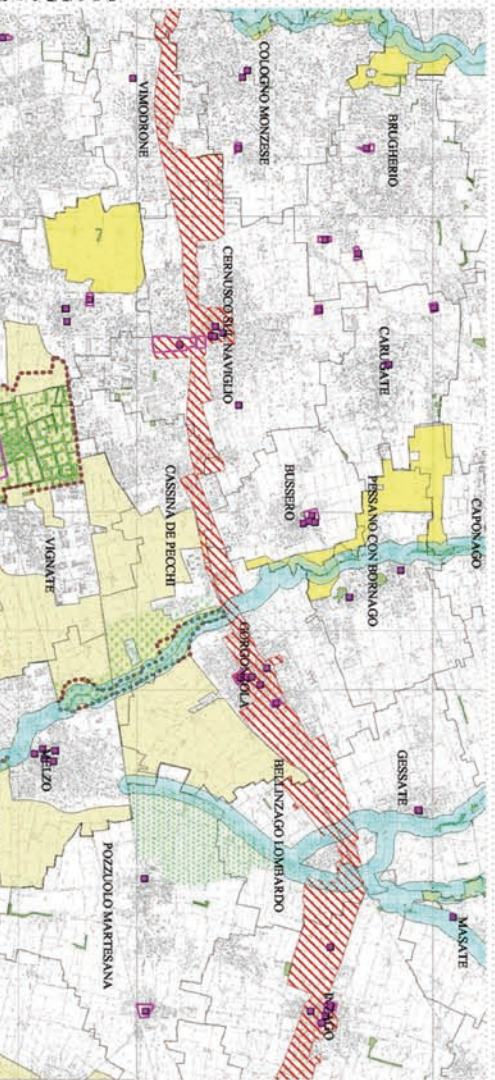 COLOGNO MONZESE
BRUGHERIO
VIMODRONE
7
CERNUSCO SUL NAVIGLIO
CARUGATE
CASSINA DE PECCHI
BUSSERO
PESSANO CON BORNAGO
CAPONAGO
VIGNATE
GORGONZOLA
MELZO
BELLINZAGO LOMBARDO
GESSATE
MASATE
POZZUOLO MARTESANA
INZAGO